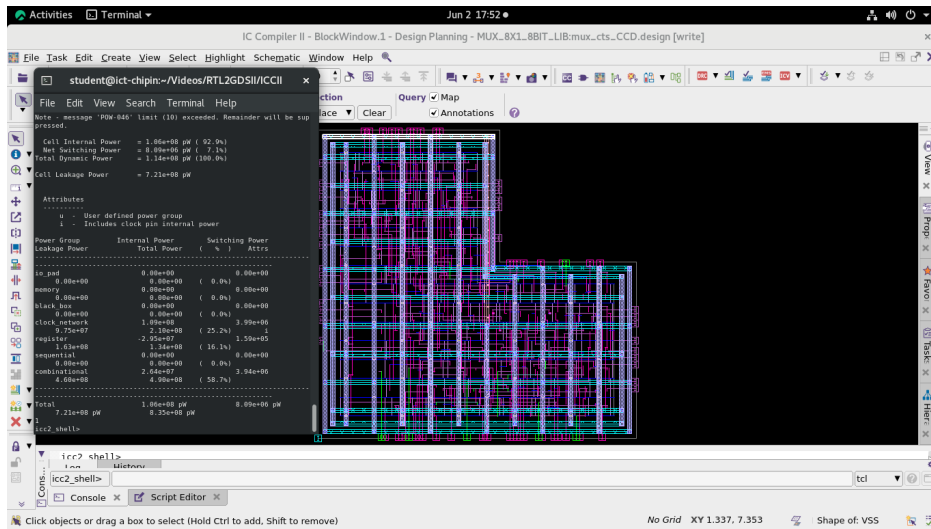 Activities
Terminal
Jun 2 17:52
IC Compiler II - BlockWindow.1 - Design Planning - MUX_8X1_8BIT_LIB:mux_cts_CCD.design [write]
File Edit Task Create View Select Highlight Schematic Window Help
student@ict-chipin:~/Videos/RTL2GDSII/ICCII
File Edit View Search Terminal Help
Query Map
Clear
Annotations
Note - message 'POW-046' limit (10) exceeded. Remainder will be sup
pressed.
Cell Internal Power = 1.06e+08 pW ( 92.9%)
Net Switching Power = 8.09e+06 pW ( 7.1%)
Total Dynamic Power = 1.14e+08 pW (100.0%)
Cell Leakage Power = 7.21e+08 pW
Attributes
----------
u - User defined power group
i - Includes clock pin internal power
Power Group Internal Power Switching Power
Leakage Power Total Power ( % ) Attrs
io_pad 0.00e+00 0.00e+00
0.00e+00 0.00e+00 ( 0.0%)
memory 0.00e+00 0.00e+00
0.00e+00 0.00e+00 ( 0.0%)
black_box 0.00e+00 0.00e+00
0.00e+00 0.00e+00 ( 0.0%)
clock_network 1.09e+08 3.99e+06
9.75e+07 2.10e+08 ( 25.2%) i
register -2.95e+07 1.59e+05
1.63e+08 1.34e+08 ( 16.1%)
sequential 0.00e+00 0.00e+00
0.00e+00 0.00e+00 ( 0.0%)
combinational 2.64e+07 3.94e+06
4.60e+08 4.90e+08 ( 58.7%)
Total 1.06e+08 pW 8.09e+06 pW
7.21e+08 pW 8.35e+08 pW
1
icc2_shell>
View
Prop
Favo
Task
Hier
icc2_shell>
Log History
Cons...
icc2_shell>
tcl
Console
Script Editor
Click objects or drag a box to select (Hold Ctrl to add, Shift to remove)
No Grid
XY 1.337, 7.353
Shape of: VSS